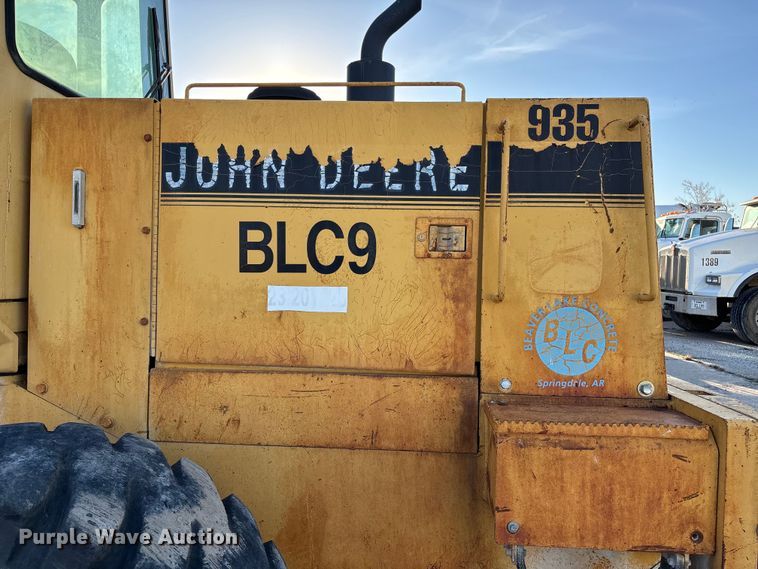 935
JOHN DEERE
BLC9
BEAVER LAKE CONCRETE
BLC
Springdale, AR
1389
Purple Wave Auction